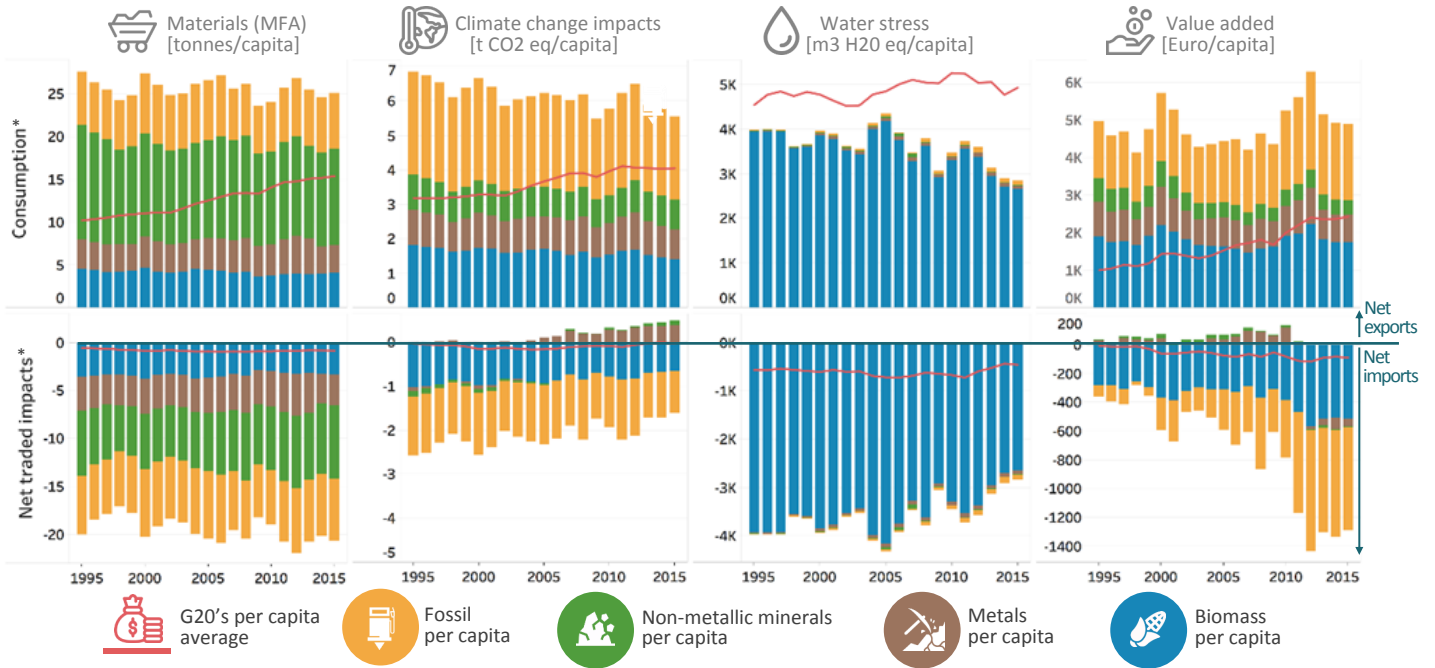 Materials (MFA)
[tonnes/capita]
Climate change impacts
[t CO2 eq/capita]
Water stress
[m3 H20 eq/capita]
Value added
[Euro/capita]
Consumption*
25
20
15
10
5
0
7
6
5
4
3
2
1
0
5K
4K
3K
2K
1K
0K
6K
5K
4K
3K
2K
1K
0K
Net traded impacts*
0
-5
-10
-15
-20
0
-1
-2
-3
-4
-5
0K
-1K
-2K
-3K
-4K
200
0
-200
-400
-600
-800
-1000
-1200
-1400
Net
exports
Net
imports
1995 2000 2005 2010 2015
1995 2000 2005 2010 2015
1995 2000 2005 2010 2015
1995 2000 2005 2010 2015
$
G20's per capita
average
Fossil
per capita
Non-metallic minerals
per capita
Metals
per capita
Biomass
per capita